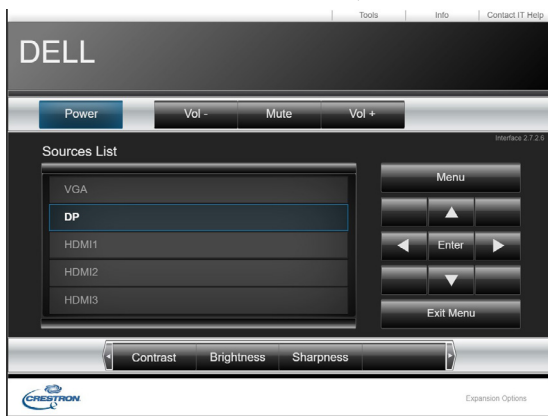 Tools Info Contact IT Help
DELL
Power Vol - Mute Vol +
Interface 2.7.2.6
Sources List
VGA
DP
HDMI1
HDMI2
HDMI3
Menu
Enter
Exit Menu
Contrast Brightness Sharpness
CRESTRON
Expansion Options